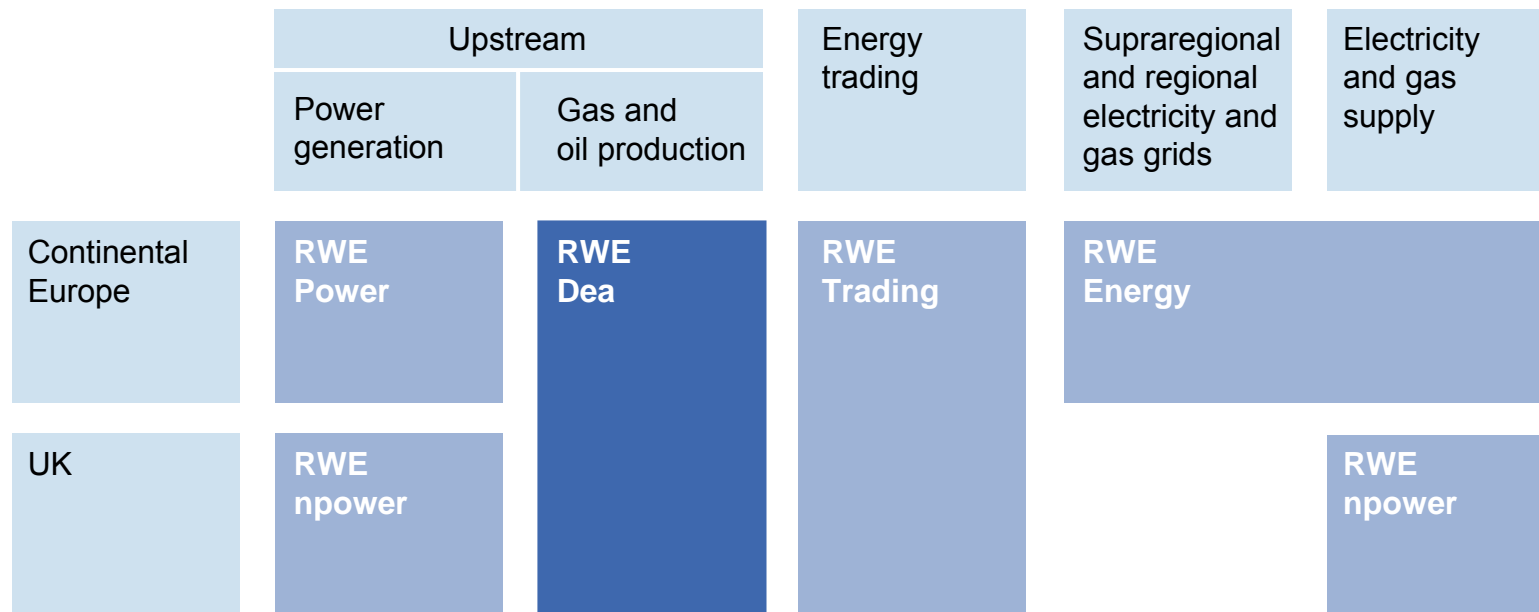 Upstream
Power
generation
Gas and
oil production
Energy
trading
Supraregional
and regional
electricity and
gas grids
Electricity
and gas
supply
Continental
Europe
RWE
Power
RWE
Dea
RWE
Trading
RWE
Energy
UK
RWE
npower
RWE
npower